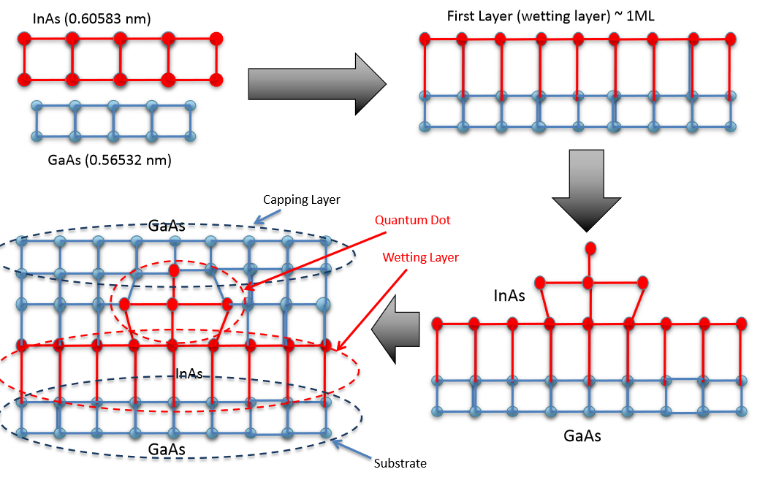 InAs (0.60583 nm)
GaAs (0.56532 nm)
First Layer (wetting layer) ~ 1ML
InAs
GaAs
Capping Layer
GaAs
Quantum Dot
Wetting Layer
InAs
GaAs
Substrate